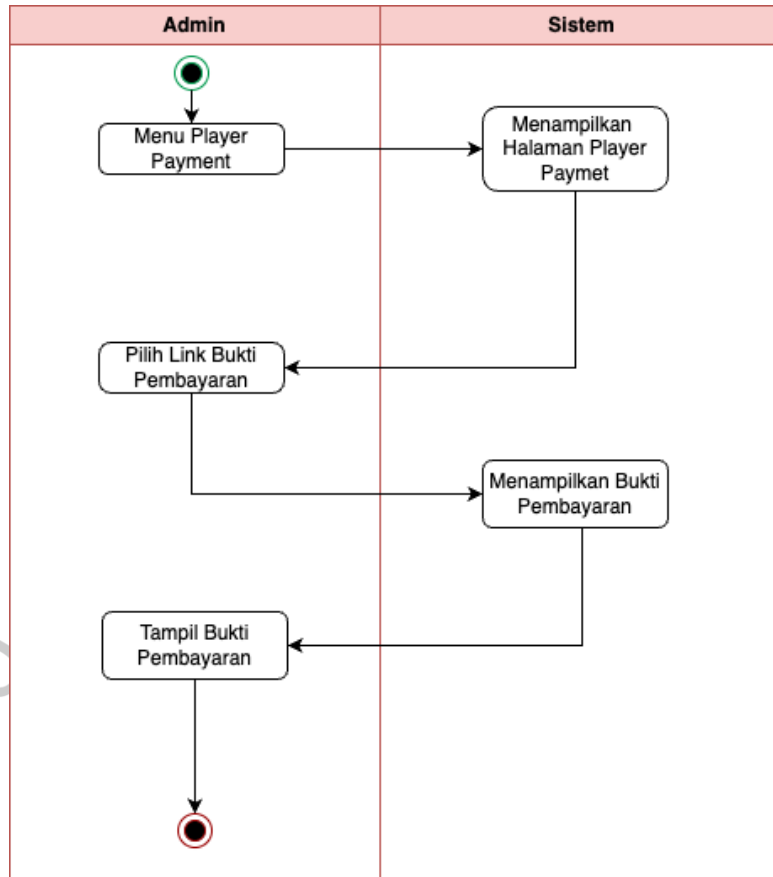 Admin
Sistem
Menu Player
Payment
Menampilkan
Halaman Player
Paymet
Pilih Link Bukti
Pembayaran
Menampilkan Bukti
Pembayaran
Tampil Bukti
Pembayaran